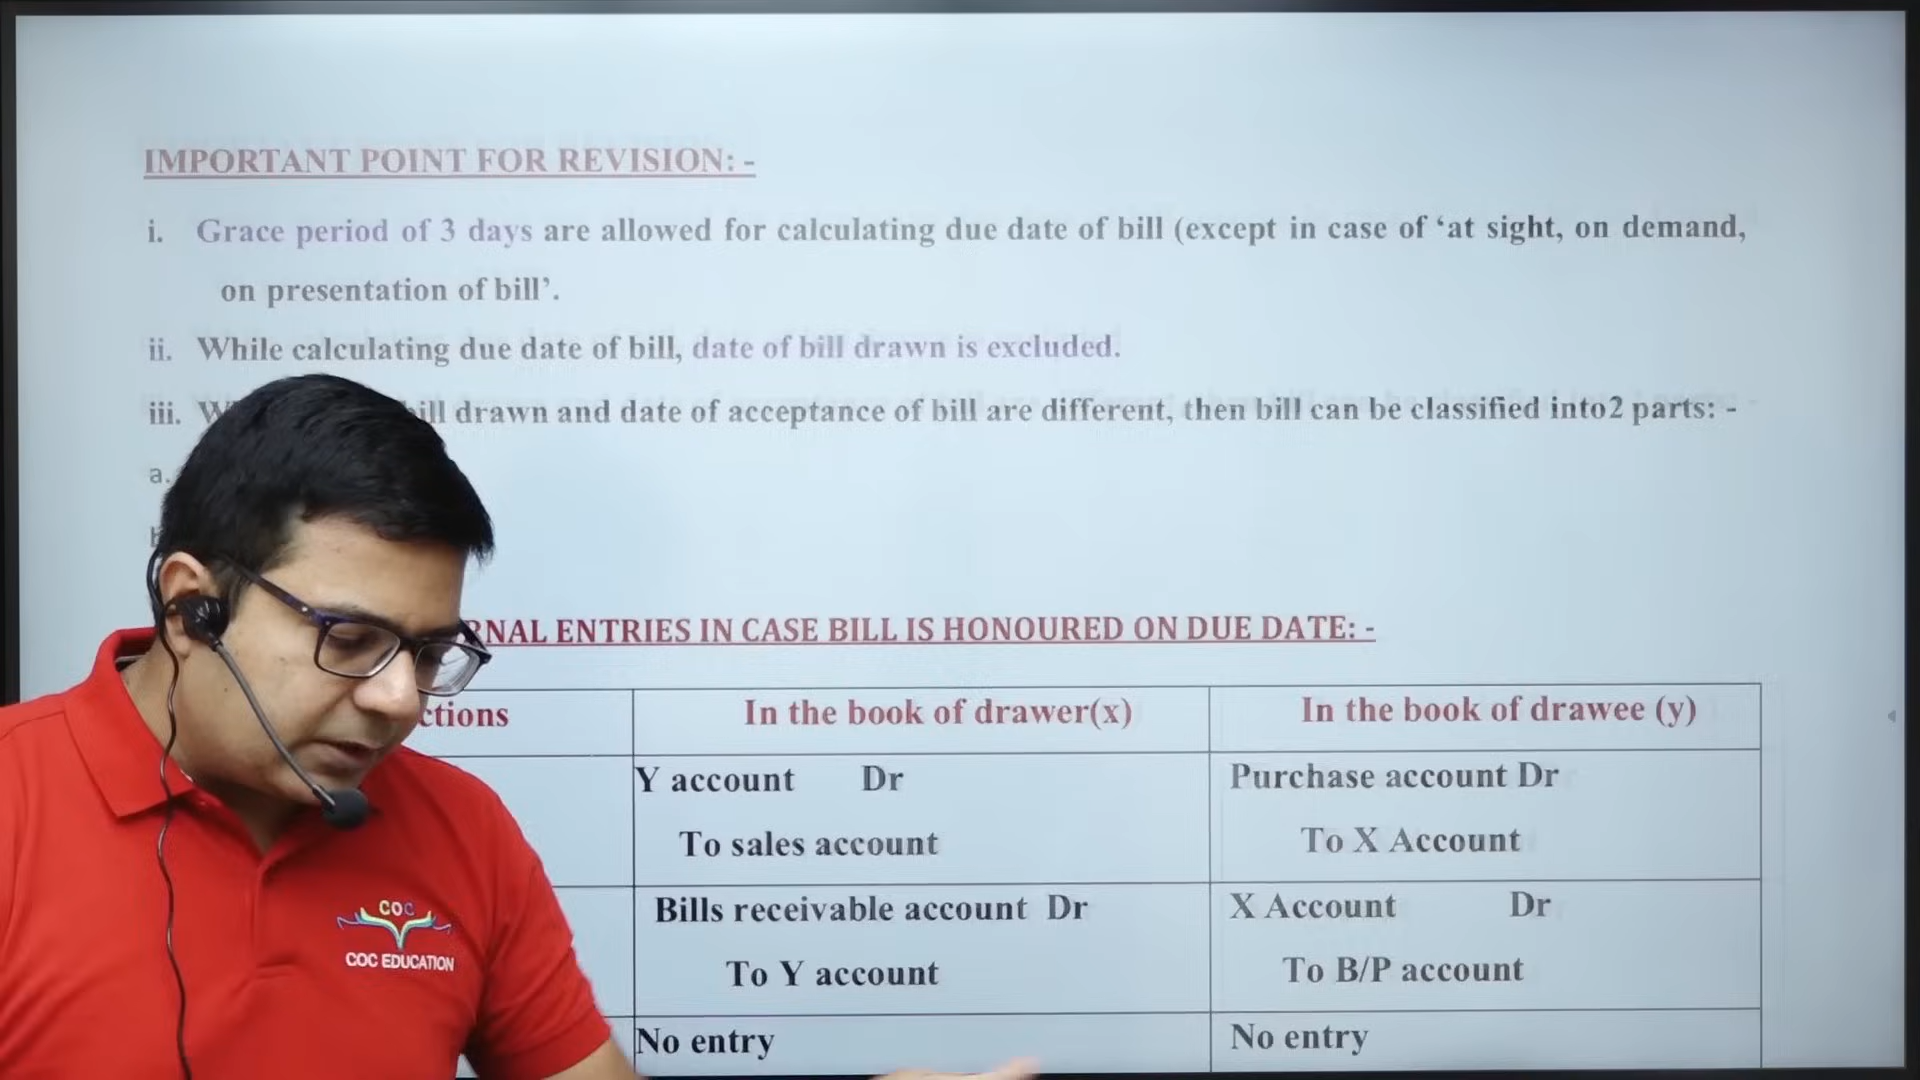 IMPORTANT POINT FOR REVISION: -
i. Grace period of 3 days are allowed for calculating due date of bill (except in case of ‘at sight, on demand,
on presentation of bill’.
ii. While calculating due date of bill, date of bill drawn is excluded.
iii. drawn and date of acceptance of bill are different, then bill can be classified into2 parts: -
a.
ENTRIES IN CASE BILL IS HONOURED ON DUE DATE: -
In the book of drawer(x) In the book of drawee (y)
Y account Dr Purchase account Dr
To sales account To X Account
Bills receivable account Dr X Account Dr
To Y account To B/P account
No entry No entry
COC
COC EDUCATION